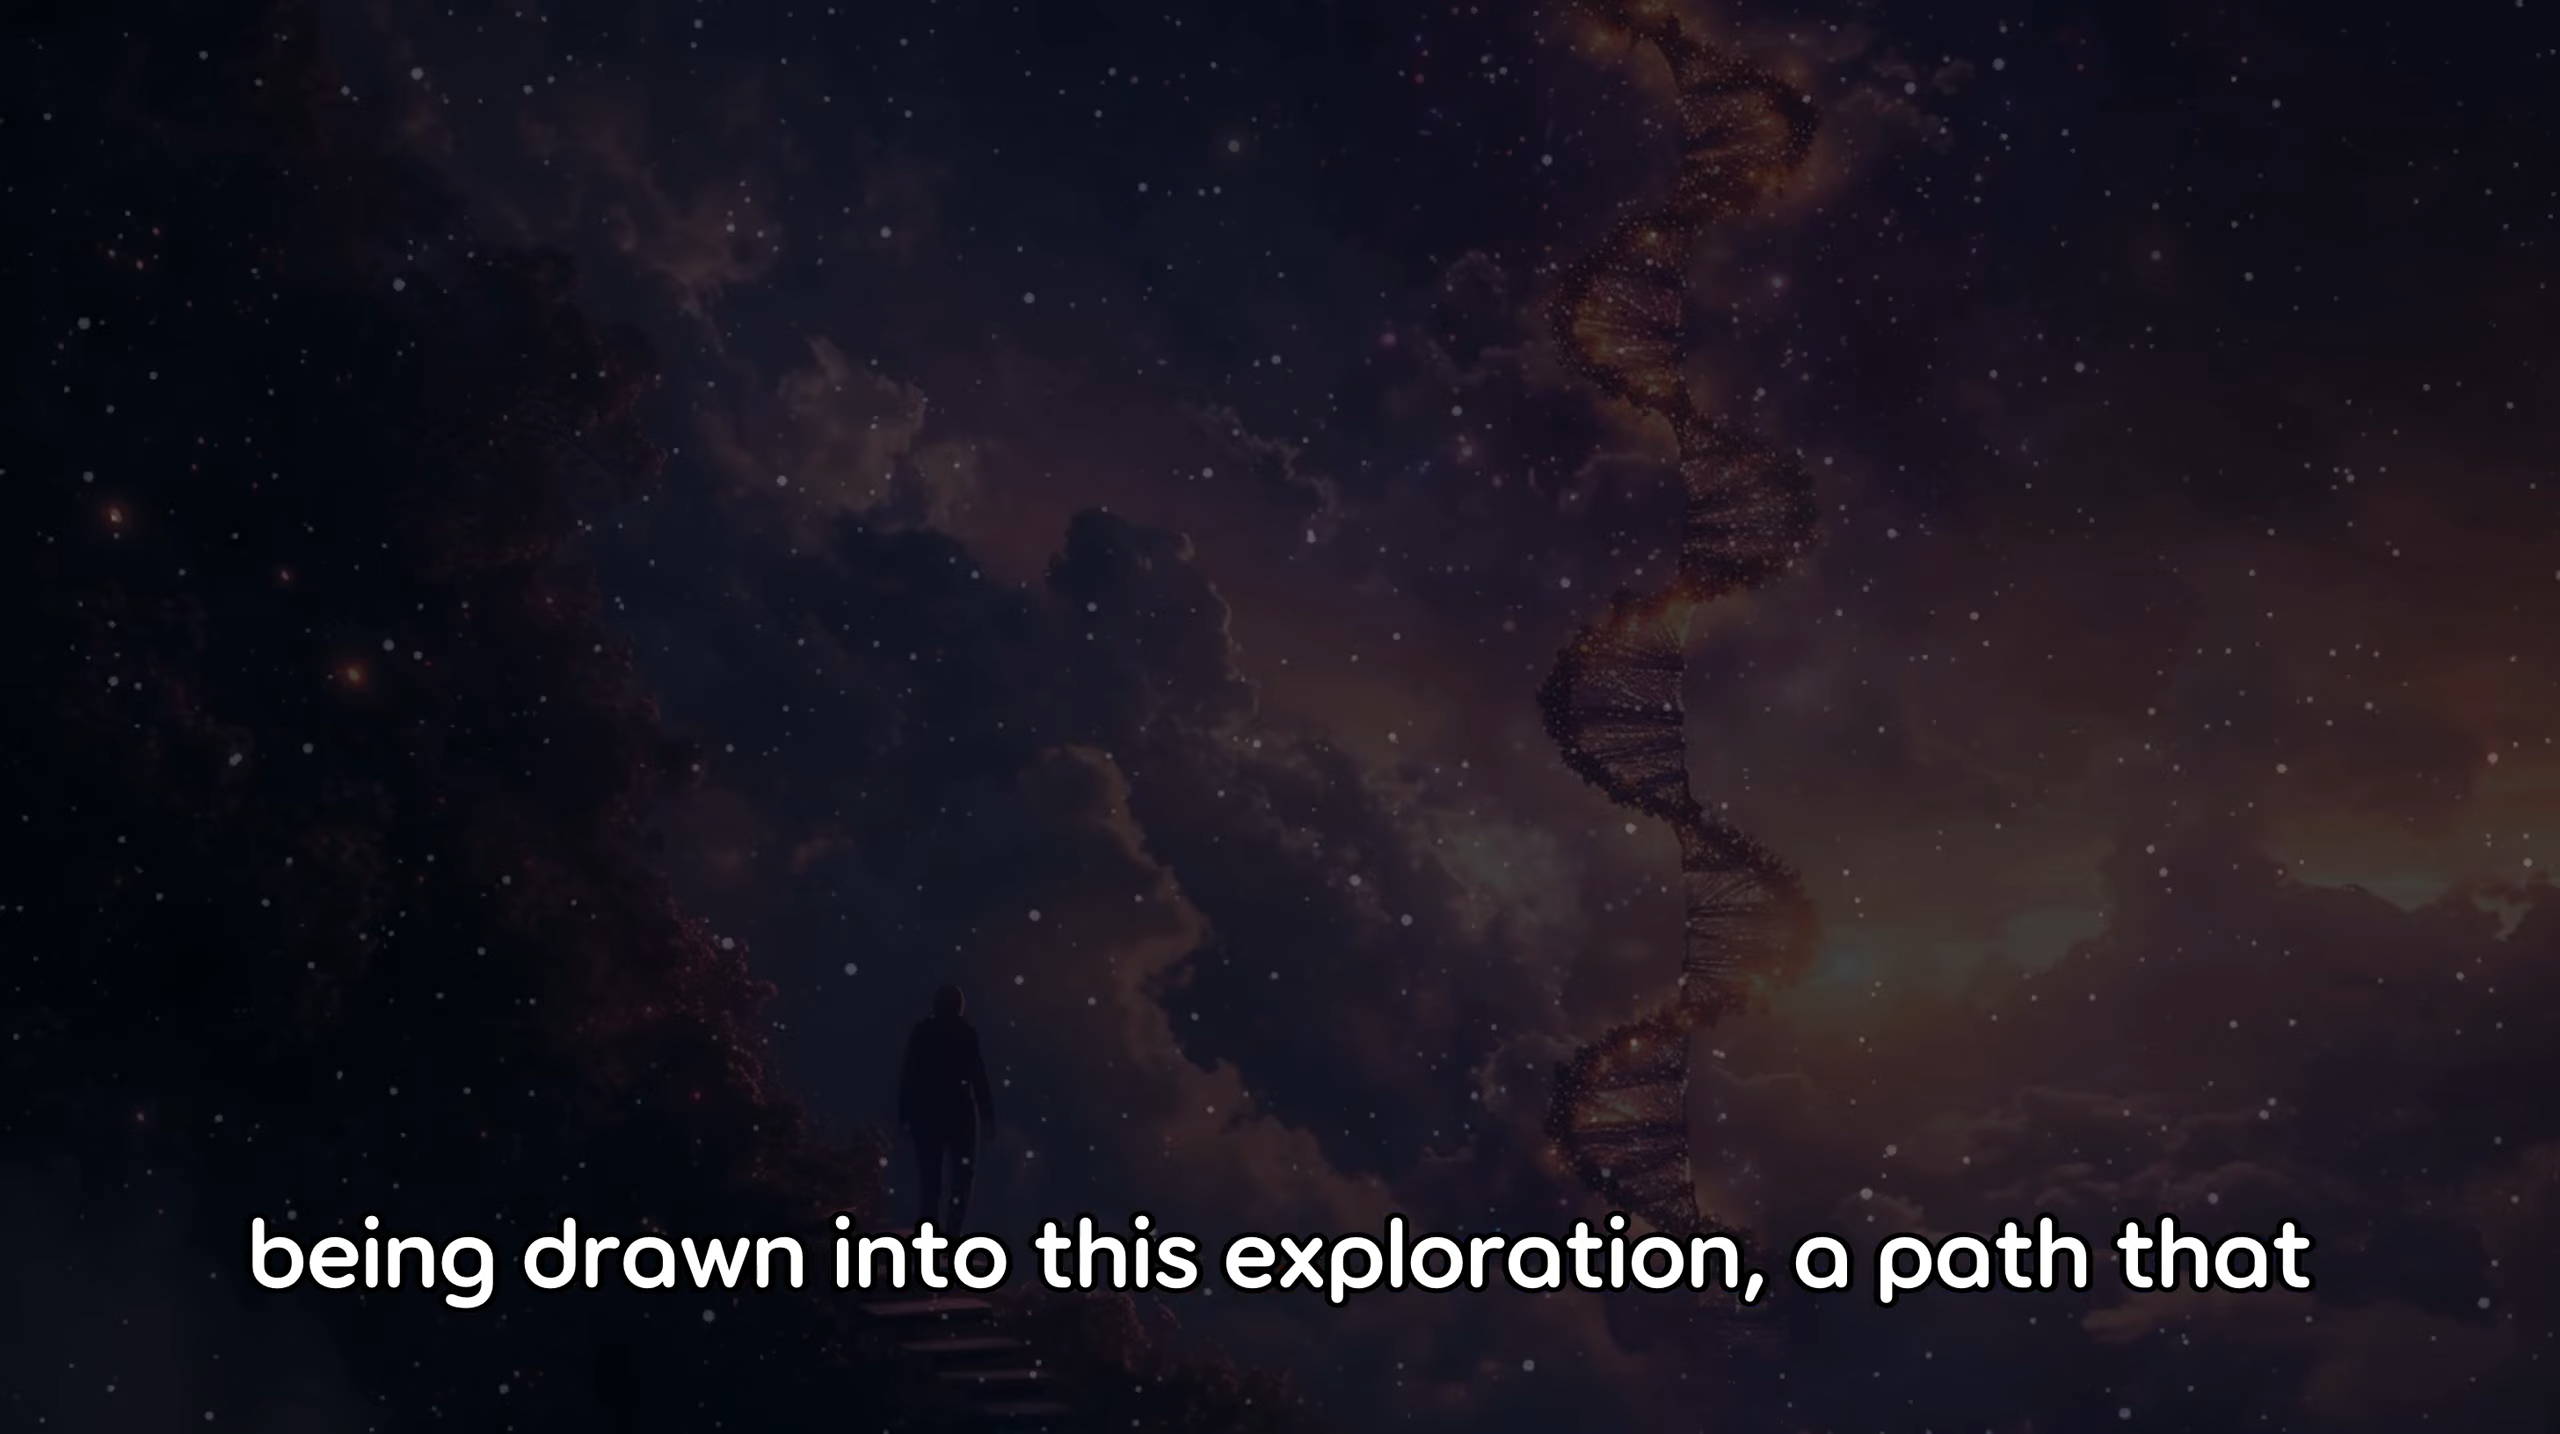 being drawn into this exploration, a path that